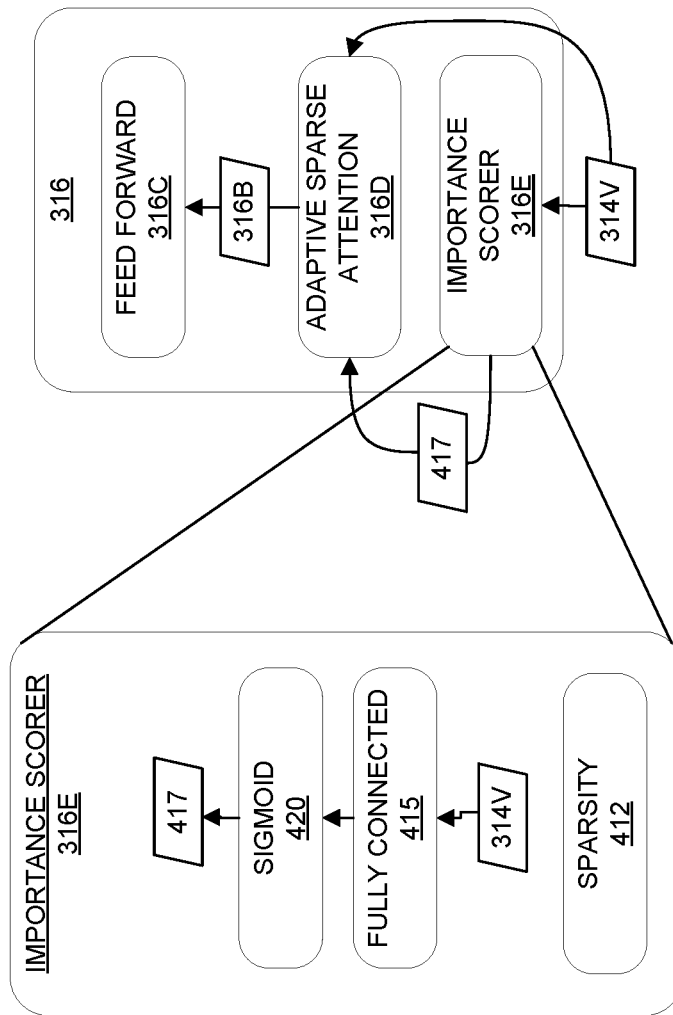 IMPORTANCE SCORER
316E
417
SIGMOID
420
FULLY CONNECTED
415
314V
SPARSITY
412
316
FEED FORWARD
316C
316B
ADAPTIVE SPARSE
ATTENTION
316D
417
IMPORTANCE
SCORER
316E
314V